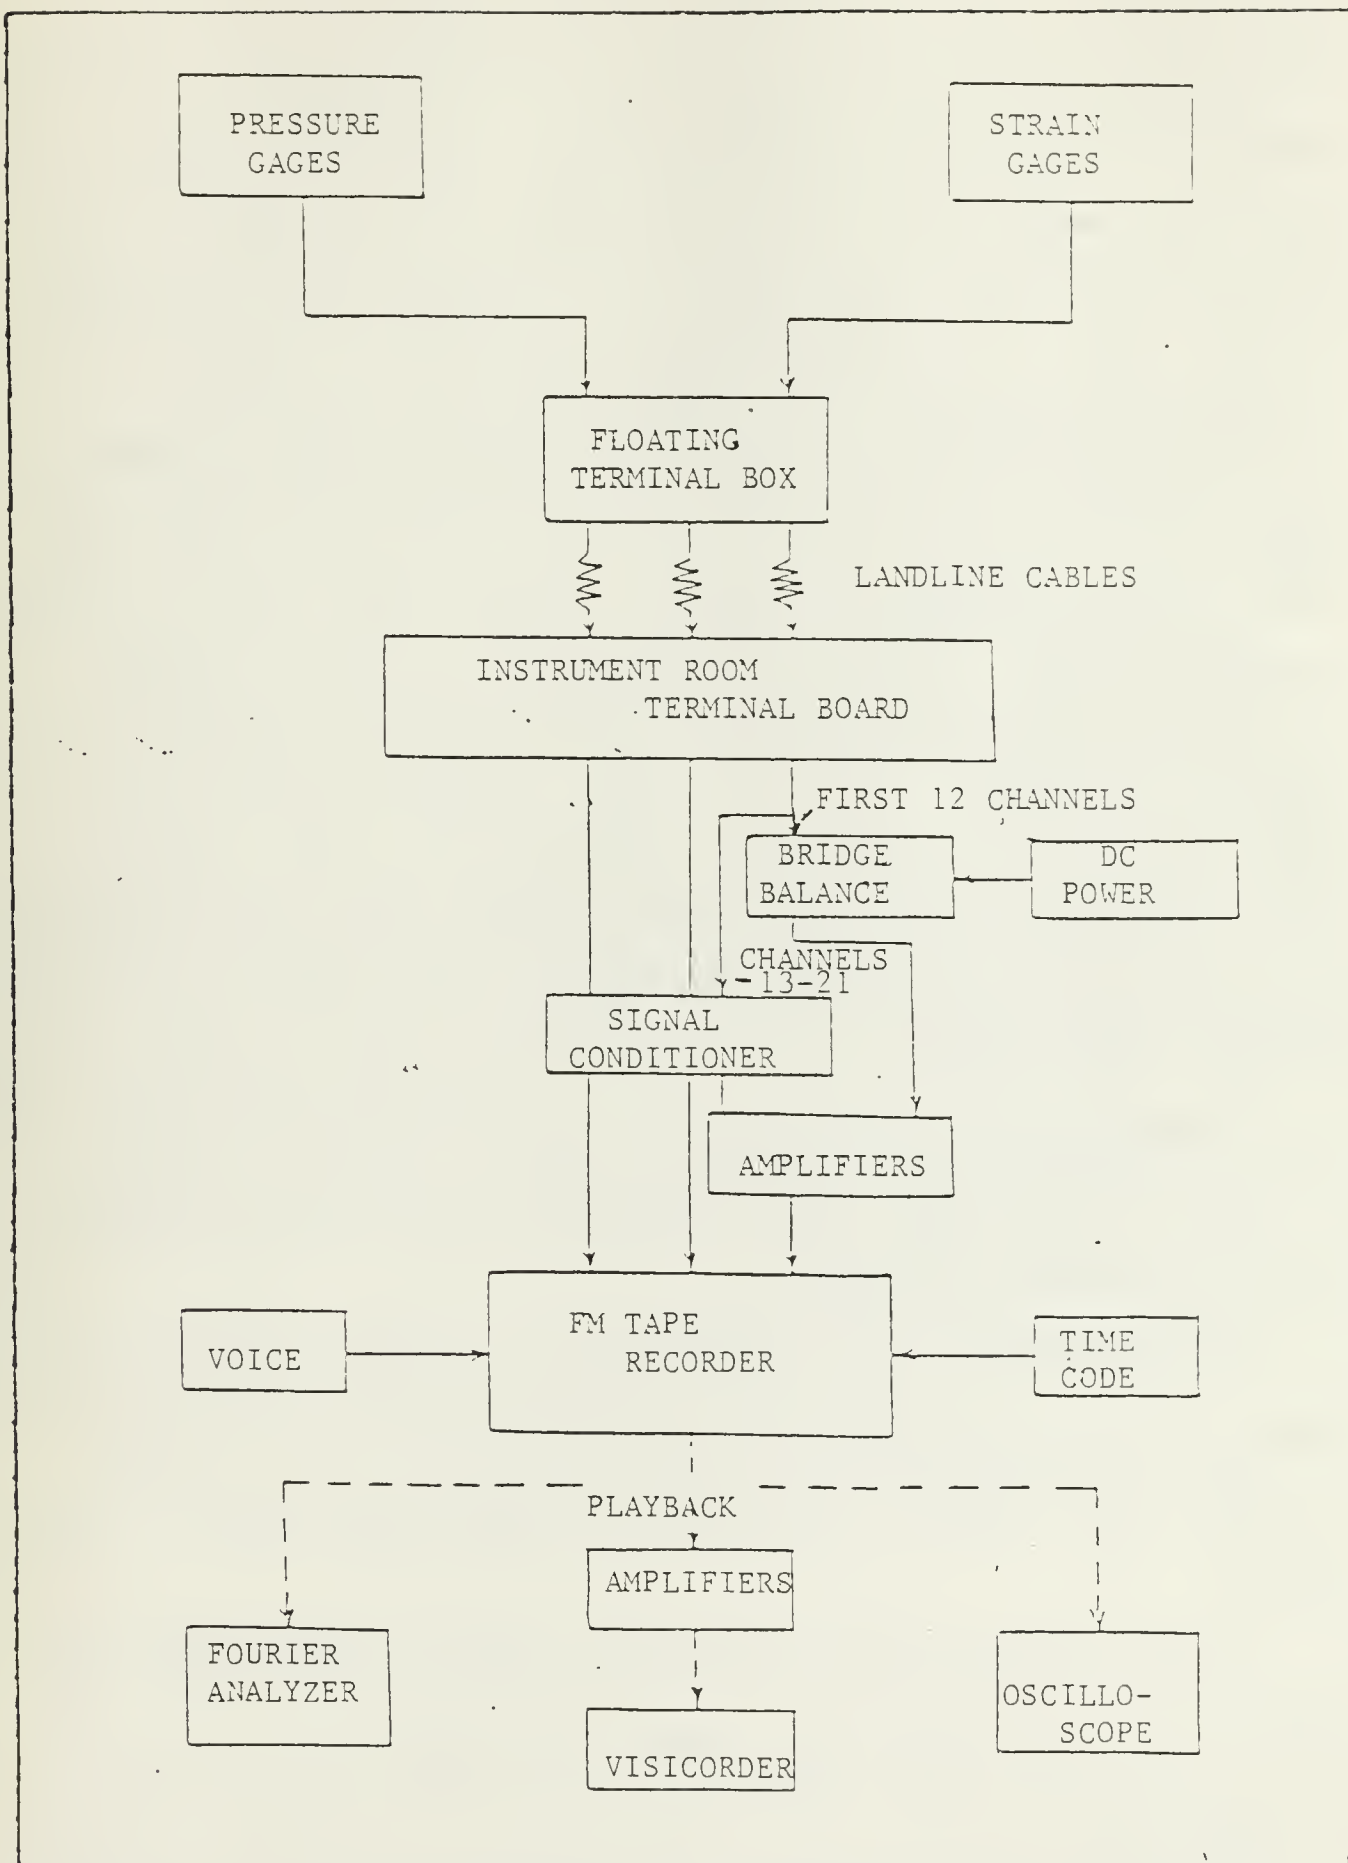 PRESSURE
GAGES
STRAIN
GAGES
FLOATING
TERMINAL BOX
LANDLINE CABLES
INSTRUMENT ROOM
TERMINAL BOARD
FIRST 12 CHANNELS
BRIDGE
BALANCE
DC
POWER
CHANNELS
13-21
SIGNAL
CONDITIONER
AMPLIFIERS
FM TAPE
RECORDER
VOICE
TIME
CODE
PLAYBACK
AMPLIFIERS
FOURIER
ANALYZER
OSCILLO-
SCOPE
VISICORDER